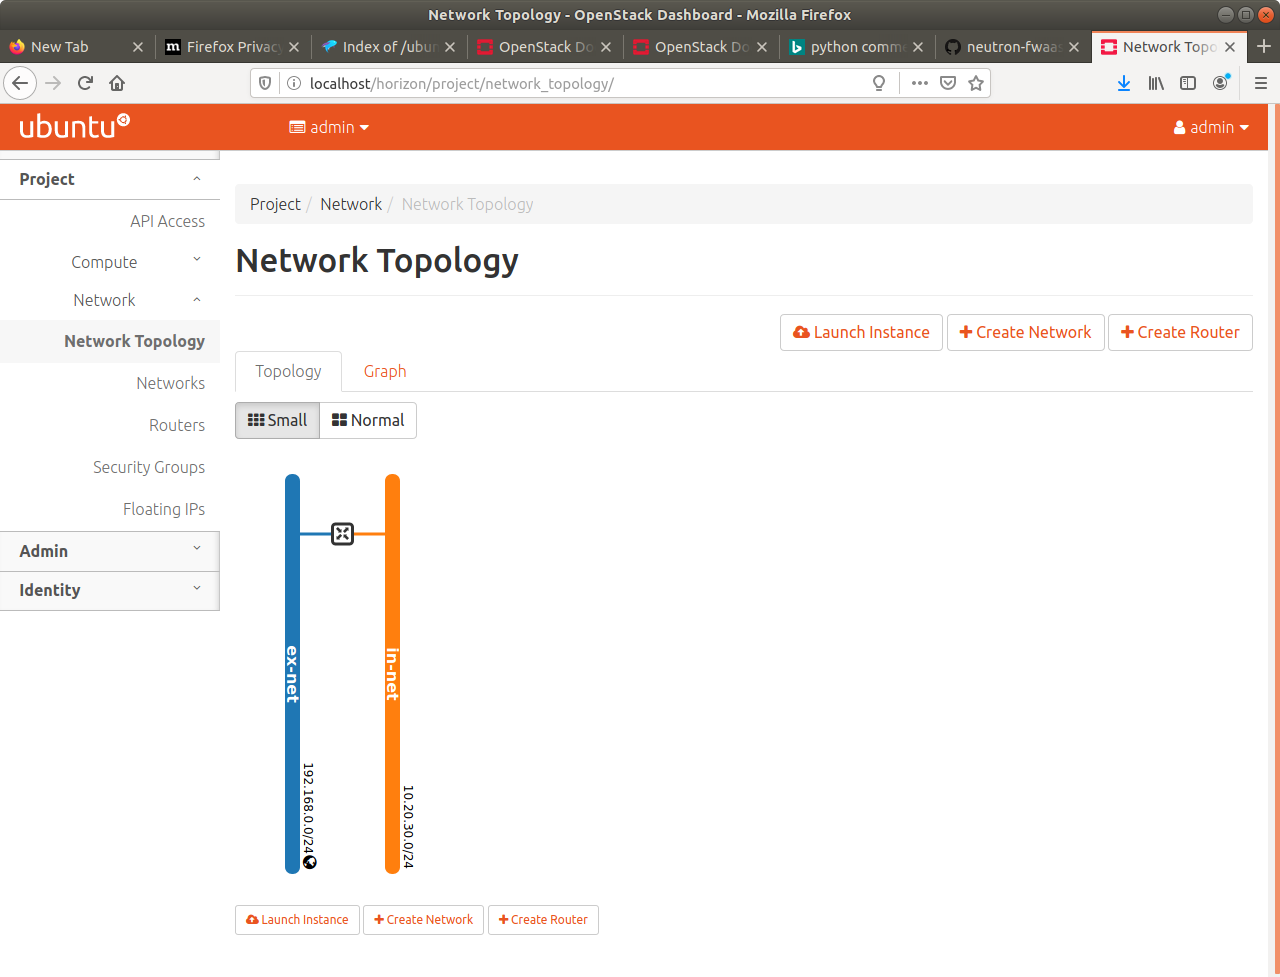 Network Topology - OpenStack Dashboard - Mozilla Firefox
New Tab
Firefox Privac
Index of /ubun
OpenStack Do
OpenStack Do
python comme
neutron-fwaas
Network Topo
localhost/horizon/project/network_topology/
ubuntu
admin
admin
Project
API Access
Compute
Network
Network Topology
Networks
Routers
Security Groups
Floating IPs
Admin
Identity
Project / Network / Network Topology
Network Topology
Launch Instance
Create Network
Create Router
Topology
Graph
Small
Normal
ex-net
192.168.0.0/24
in-net
10.20.30.0/24
Launch Instance
Create Network
Create Router